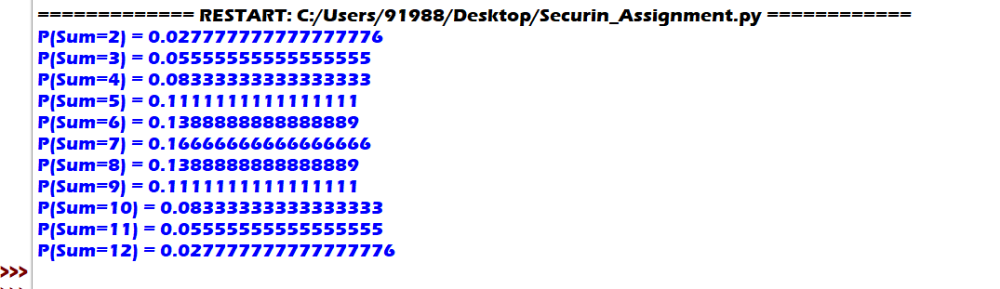 ============= RESTART: C:/Users/91988/Desktop/Securin_Assignment.py ============
P(Sum=2) = 0.027777777777777776
P(Sum=3) = 0.05555555555555555
P(Sum=4) = 0.08333333333333333
P(Sum=5) = 0.1111111111111111
P(Sum=6) = 0.1388888888888889
P(Sum=7) = 0.16666666666666666
P(Sum=8) = 0.1388888888888889
P(Sum=9) = 0.1111111111111111
P(Sum=10) = 0.08333333333333333
P(Sum=11) = 0.05555555555555555
P(Sum=12) = 0.027777777777777776
>>>